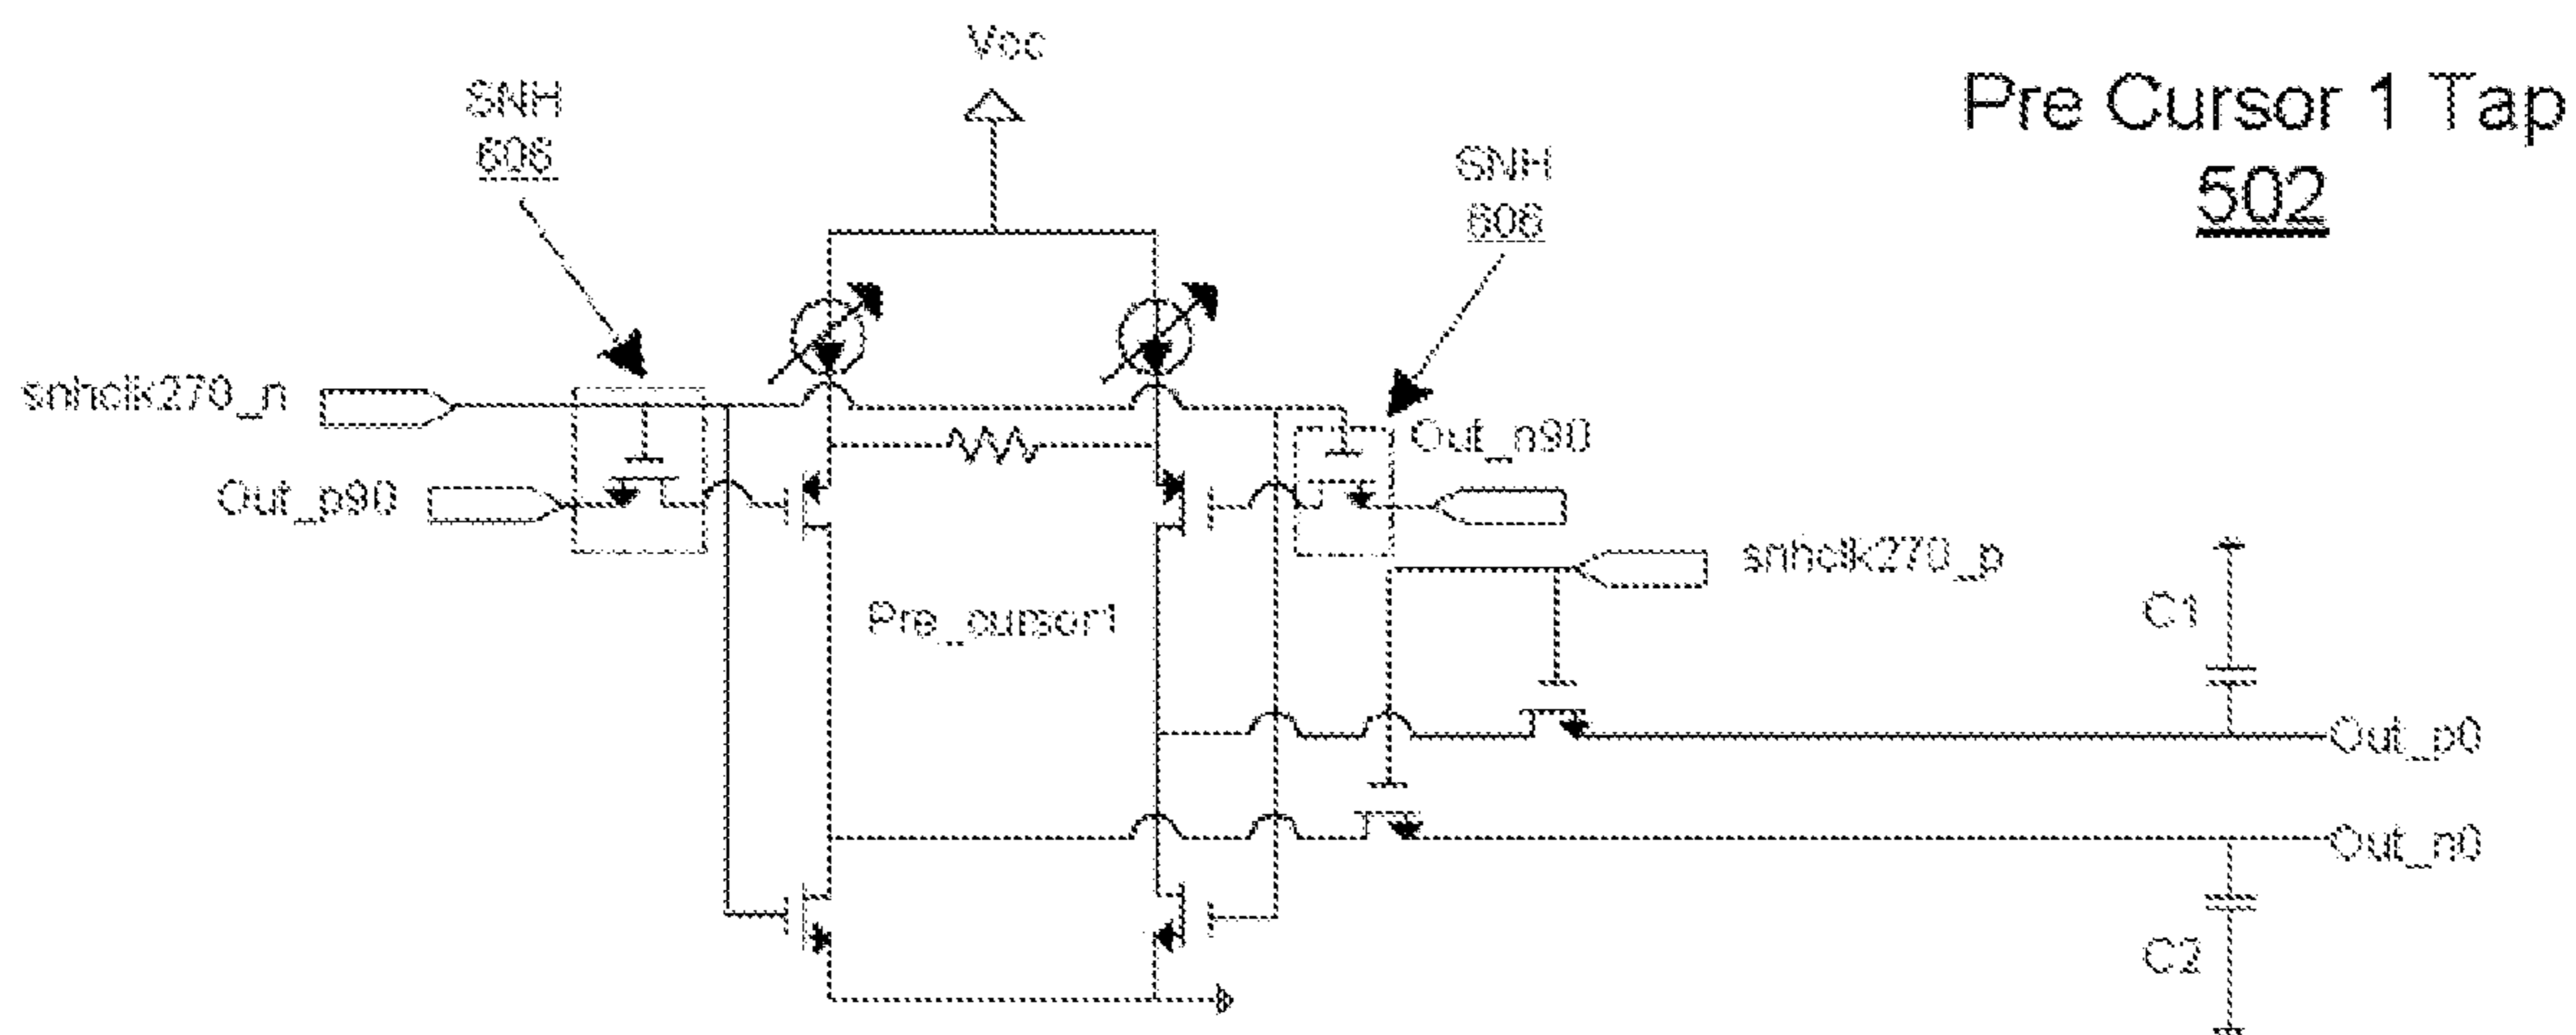 Vcc
SNH
606
Pre Cursor 1 Tap
502
SNH
606
snhclk270_n
Out_n90
Out_p90
snhclk270_p
Pre_cursor1
C1
Out_p0
Out_n0
C2